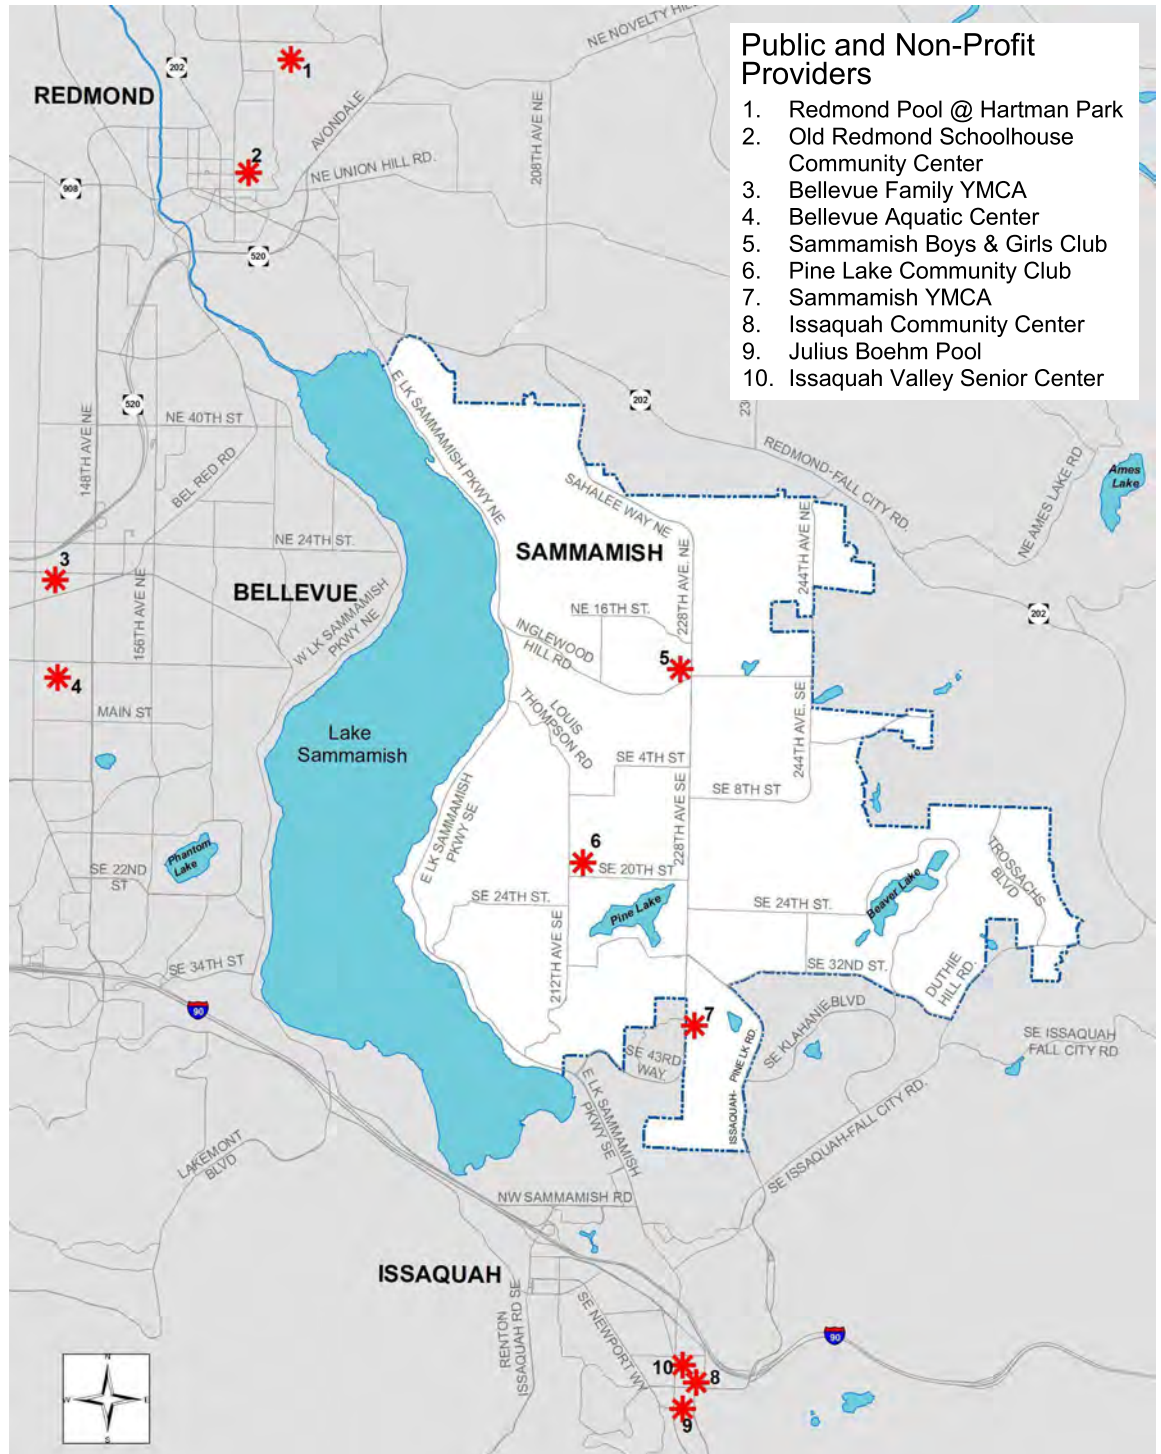 Public and Non-Profit
Providers
1. Redmond Pool @ Hartman Park
2. Old Redmond Schoolhouse
Community Center
3. Bellevue Family YMCA
4. Bellevue Aquatic Center
5. Sammamish Boys & Girls Club
6. Pine Lake Community Club
7. Sammamish YMCA
8. Issaquah Community Center
9. Julius Boehm Pool
10. Issaquah Valley Senior Center
NE NOVELTY HIL
202
1
REDMOND
AVONDALE
208TH AVE NE
2
NE UNION HILL RD.
908
520
E LK SAMMAMISH PKWY NE
202
23
520
NE 40TH ST
148TH AVE NE
BEL RED RD
REDMOND-FALL CITY RD.
NE AMES LAKE RD
Ames
Lake
SAHALEE WAY NE
244TH AVE NE
NE 24TH ST.
SAMMAMISH
228TH AVE. NE
3
BELLEVUE
156TH AVE NE
W LK SAMMAMISH
PKWY NE
NE 16TH ST.
202
INGLEWOOD
HILL RD
5
4
MAIN ST
LOUIS
THOMPSON RD
244TH AVE. SE
Lake
Sammamish
SE 4TH ST
SE 8TH ST
E LK SAMMAMISH
PKWY SE
228TH AVE SE
6
SE 20TH ST
Phantom
Lake
SE 22ND
ST
TROSSACHS
BLVD
SE 24TH ST.
Pine Lake
SE 24TH ST.
Beaver Lake
212TH AVE SE
SE 34TH ST
SE 32ND ST.
DUTHIE
HILL RD.
90
7
SE KLAHANIE BLVD
SE 43RD
WAY
ISSAQUAH- PINE LK RD.
SE ISSAQUAH
FALL CITY RD
E LK SAMMAMISH
PKWY SE
SE ISSAQUAH-FALL CITY RD.
LAKEMONT
BLVD
NW SAMMAMISH RD
ISSAQUAH
RENTON
ISSAQUAH RD SE
SE NEWPORT WY
90
10
8
9
N
W
E
S